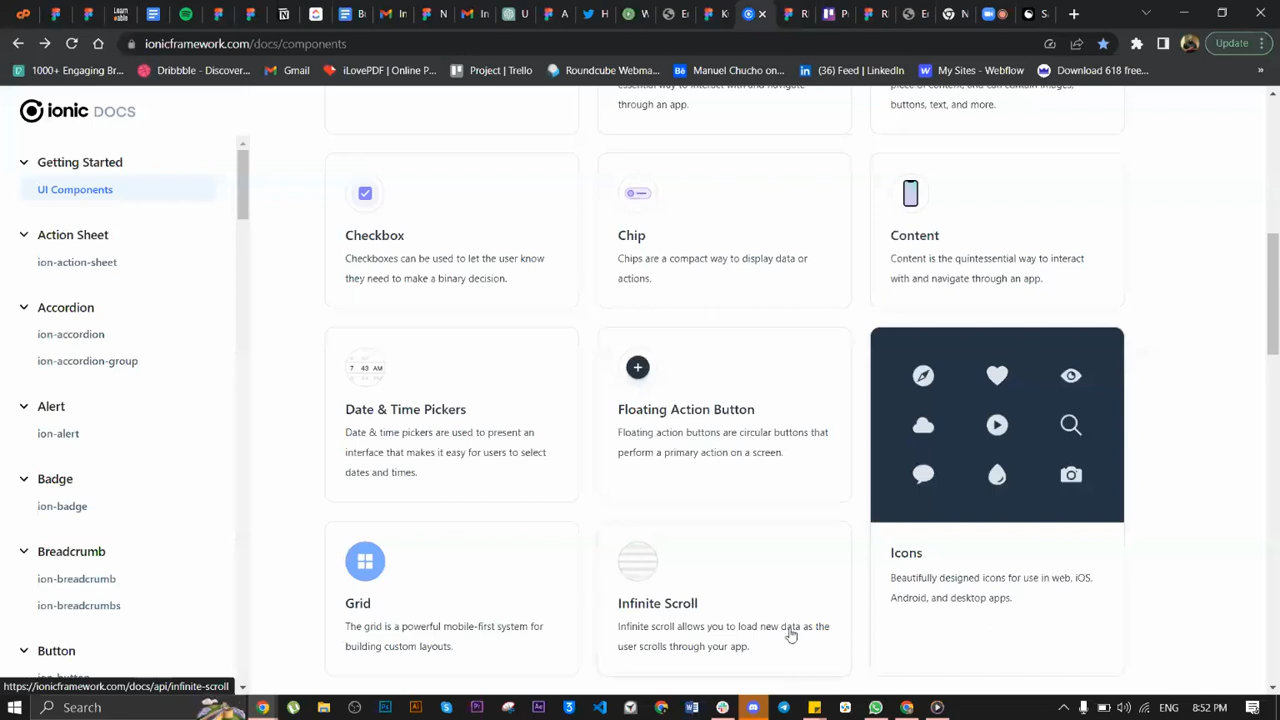 1000+ Engaging Br...
Dribbble - Discover...
Gmail
iLovePDF | Online P...
Project | Trello
Roundcube Webma...
Manuel Chucho on ...
(36) Feed | LinkedIn
My Sites - Webflow
Download 618 free...
»
ionicframework.com/docs/components
Update
ionic DOCS
Getting Started
UI Components
Action Sheet
ion-action-sheet
Accordion
ion-accordion
ion-accordion-group
Alert
ion-alert
Badge
ion-badge
Breadcrumb
ion-breadcrumb
ion-breadcrumbs
Button
through an app.
buttons, text, and more.
Checkbox
Checkboxes can be used to let the user know
they need to make a binary decision.
Chip
Chips are a compact way to display data or
actions.
Content
Content is the quintessential way to interact
with and navigate through an app.
7 43 AM
Date & Time Pickers
Date & time pickers are used to present an
interface that makes it easy for users to select
dates and times.
Floating Action Button
Floating action buttons are circular buttons that
perform a primary action on a screen.
Icons
Beautifully designed icons for use in web, iOS,
Android, and desktop apps.
Grid
The grid is a powerful mobile-first system for
building custom layouts.
Infinite Scroll
Infinite scroll allows you to load new data as the
user scrolls through your app.
https://ionicframework.com/docs/api/infinite-scroll
Search
ENG
8:52 PM